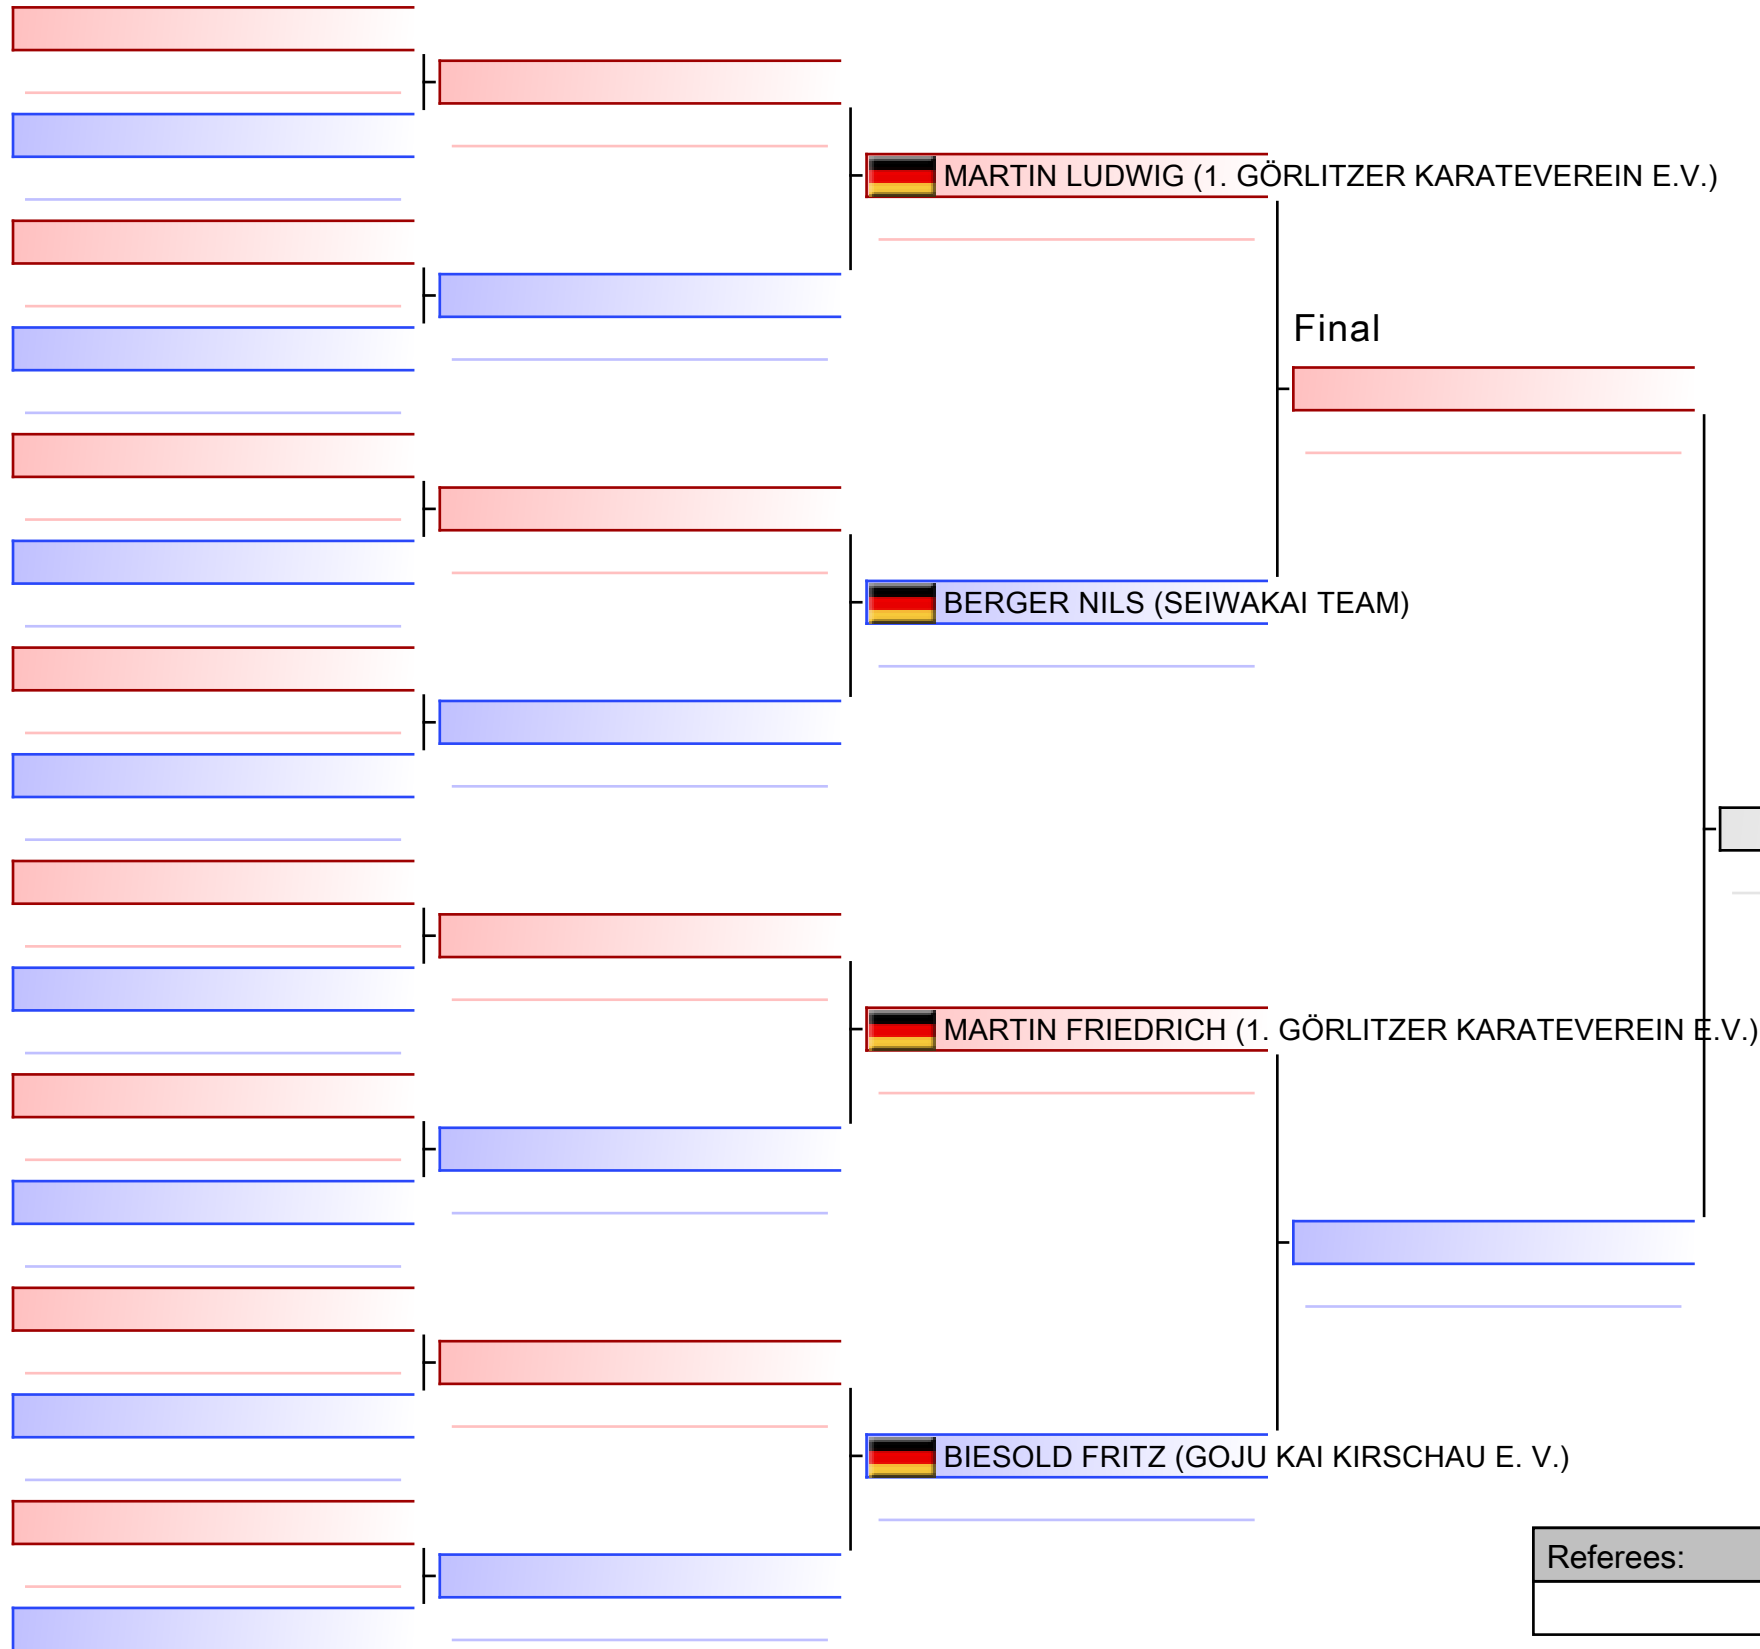 MARTIN LUDWIG (1. GÖRLITZER KARATEVEREIN E.V.)
Final
BERGER NILS (SEIWAKAI TEAM)
MARTIN FRIEDRICH (1. GÖRLITZER KARATEVEREIN E.V.)
BIESOLD FRITZ (GOJU KAI KIRSCHAU E. V.)
Referees: